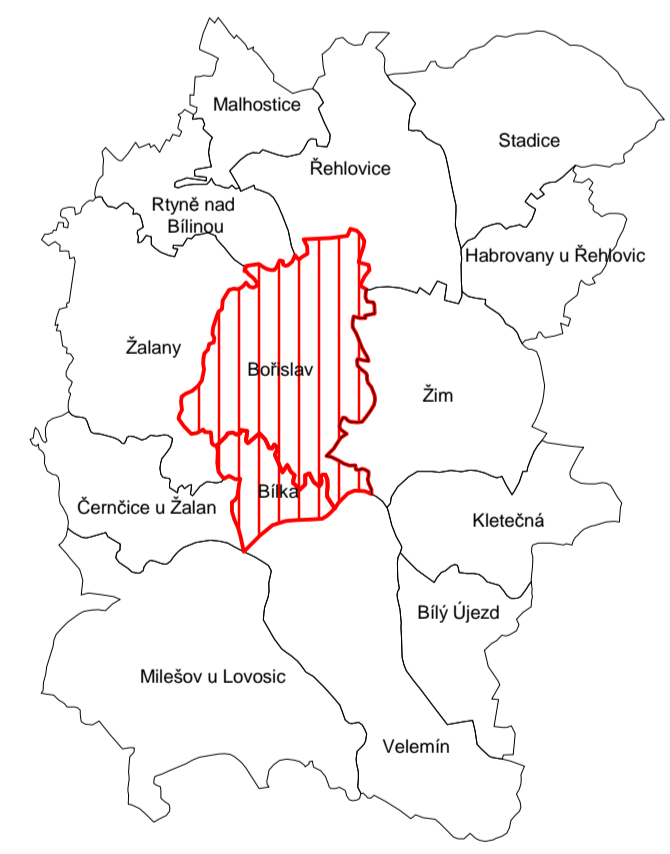 Malhostice
Stadice
Řehlovice
Rtyně nad
Bílinou
Habrovany u Řehlovic
Žalany
Bořislav
Žim
Bílka
Černčice u Žalan
Kletečná
Bílý Újezd
Milešov u Lovosic
Velemín